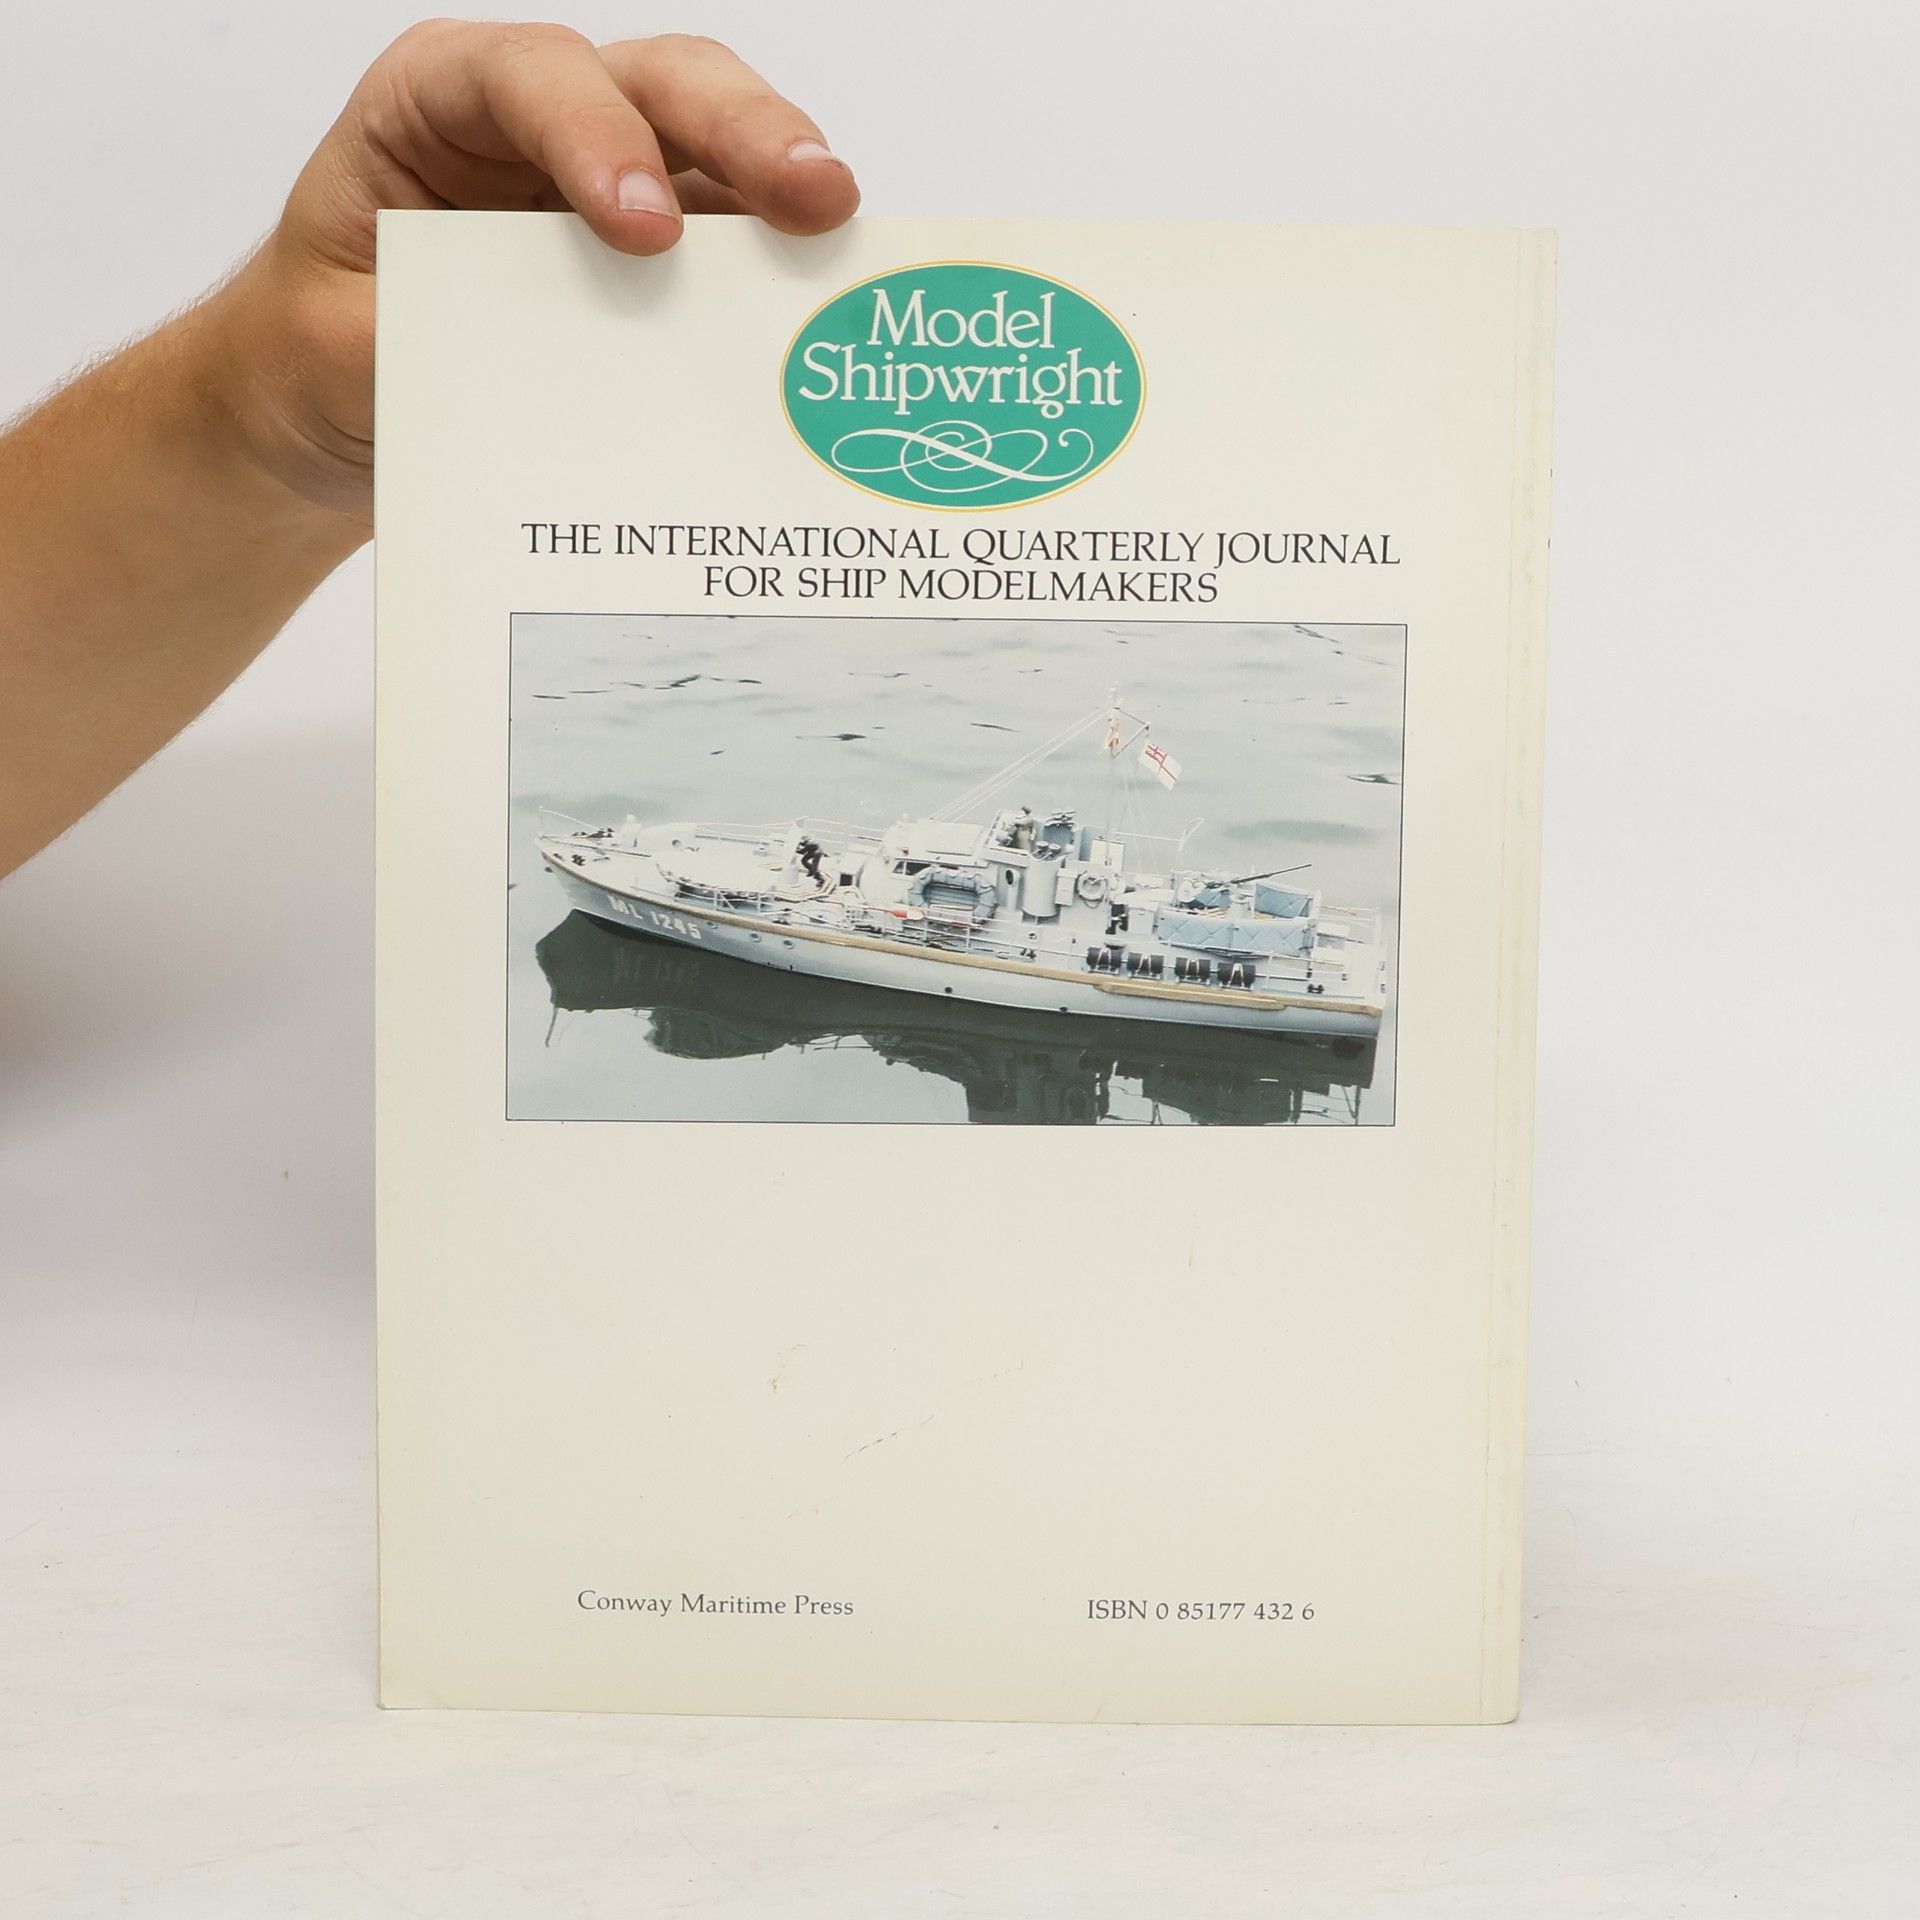 Model
Shipwright
THE INTERNATIONAL QUARTERLY JOURNAL
FOR SHIP MODELMAKERS
ML 1245
Conway Maritime Press
ISBN 0 85177 432 6